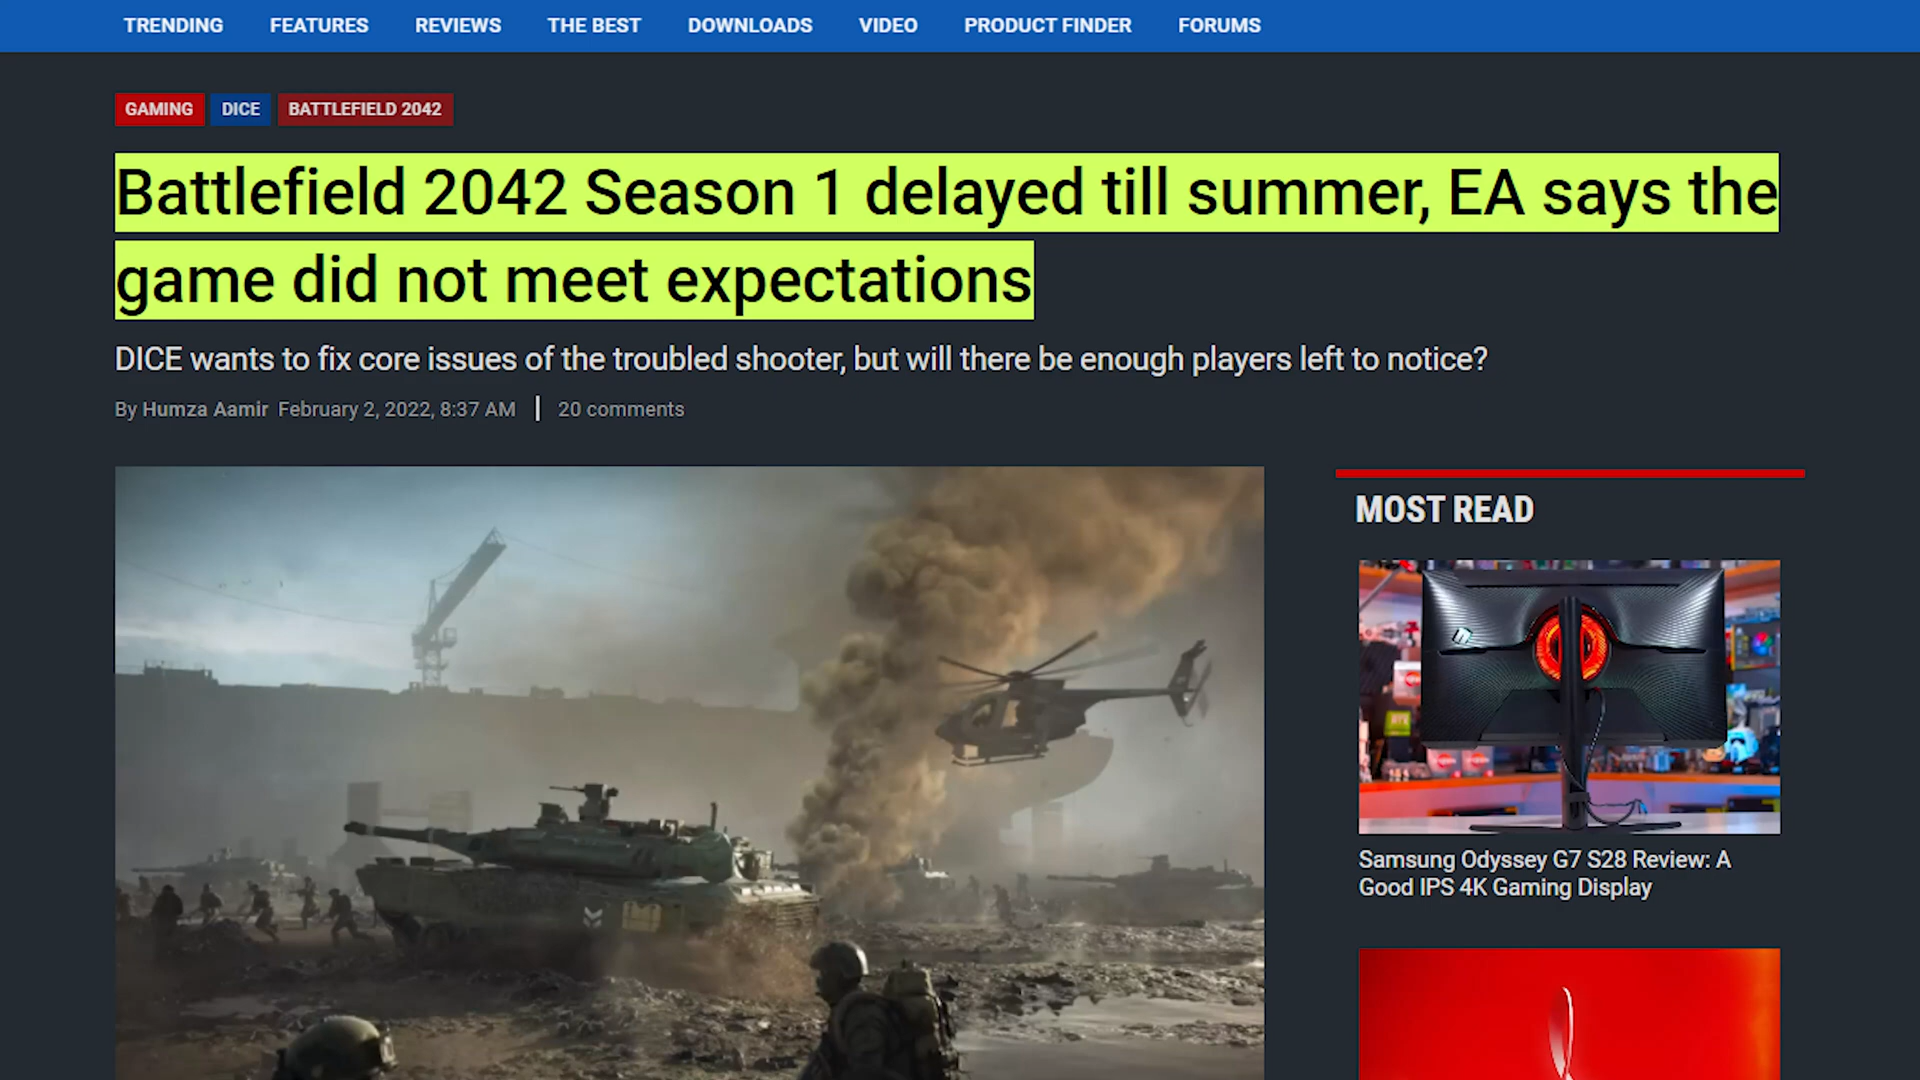 TRENDING FEATURES REVIEWS THE BEST DOWNLOADS VIDEO PRODUCT FINDER FORUMS
GAMING DICE BATTLEFIELD 2042
Battlefield 2042 Season 1 delayed till summer, EA says the
game did not meet expectations
DICE wants to fix core issues of the troubled shooter, but will there be enough players left to notice?
By Humza Aamir February 2, 2022, 8:37 AM | 20 comments
MOST READ
Samsung Odyssey G7 S28 Review: A
Good IPS 4K Gaming Display